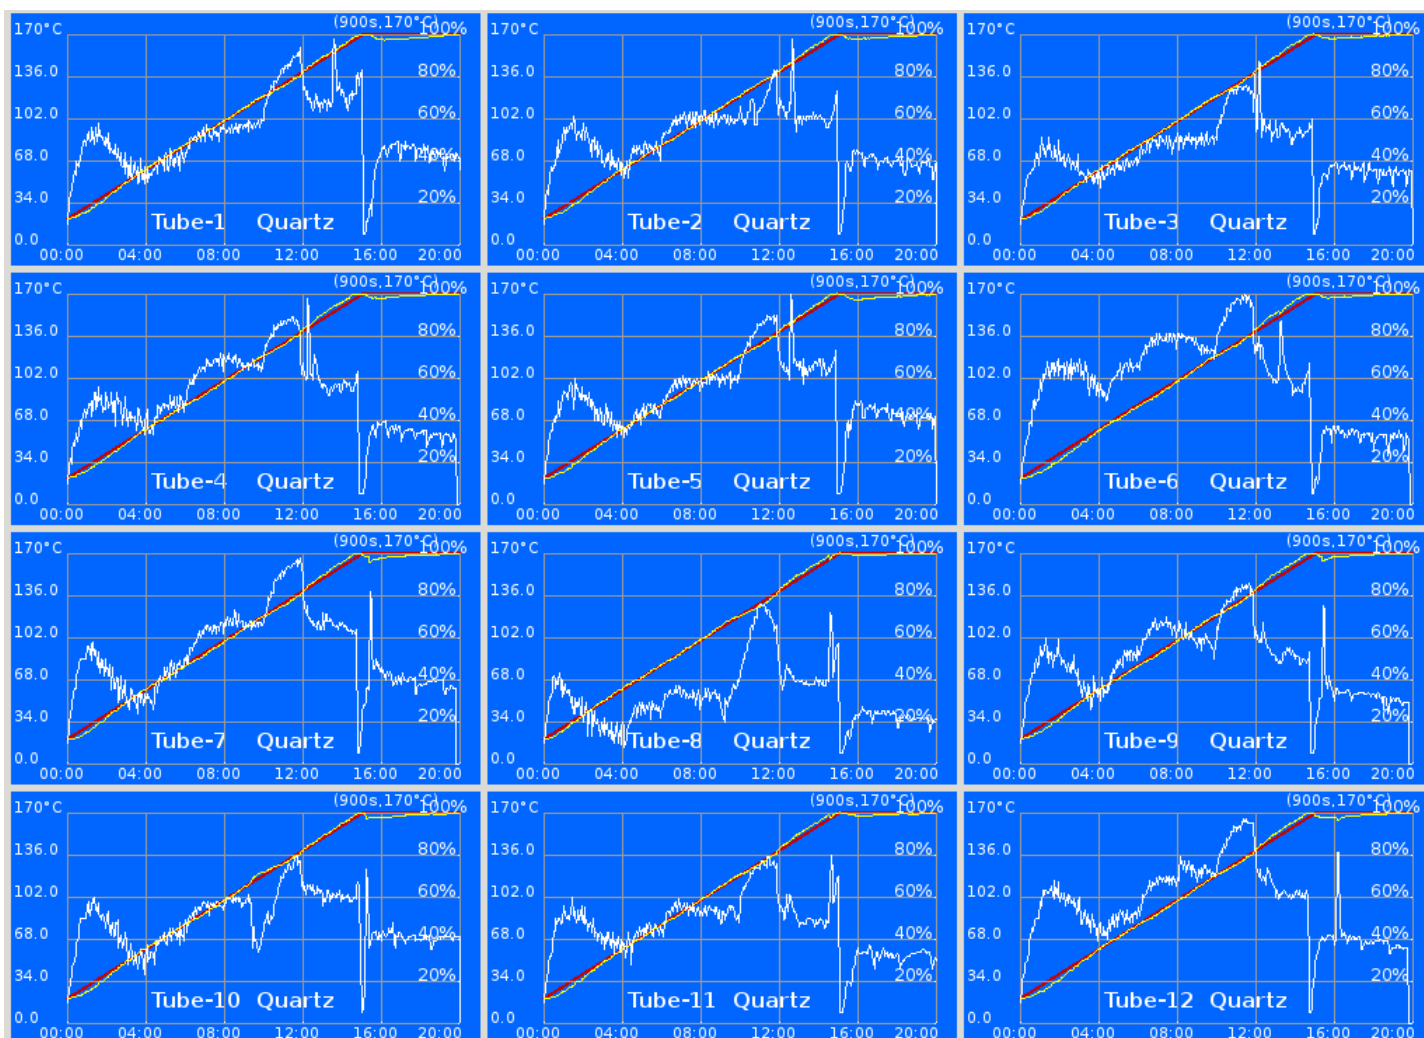 (900s,170°C)
170°C 100%
136.0 80%
102.0 60%
68.0 40%
34.0 20%
Tube-1 Quartz
0.0
00:00 04:00 08:00 12:00 16:00 20:00
(900s,170°C)
170°C 100%
136.0 80%
102.0 60%
68.0 40%
34.0 20%
Tube-2 Quartz
0.0
00:00 04:00 08:00 12:00 16:00 20:00
(900s,170°C)
170°C 100%
136.0 80%
102.0 60%
68.0 40%
34.0 20%
Tube-3 Quartz
0.0
00:00 04:00 08:00 12:00 16:00 20:00
(900s,170°C)
170°C 100%
136.0 80%
102.0 60%
68.0 40%
34.0 20%
Tube-4 Quartz
0.0
00:00 04:00 08:00 12:00 16:00 20:00
(900s,170°C)
170°C 100%
136.0 80%
102.0 60%
68.0 40%
34.0 20%
Tube-5 Quartz
0.0
00:00 04:00 08:00 12:00 16:00 20:00
(900s,170°C)
170°C 100%
136.0 80%
102.0 60%
68.0 40%
34.0 20%
Tube-6 Quartz
0.0
00:00 04:00 08:00 12:00 16:00 20:00
(900s,170°C)
170°C 100%
136.0 80%
102.0 60%
68.0 40%
34.0 20%
Tube-7 Quartz
0.0
00:00 04:00 08:00 12:00 16:00 20:00
(900s,170°C)
170°C 100%
136.0 80%
102.0 60%
68.0 40%
34.0 20%
Tube-8 Quartz
0.0
00:00 04:00 08:00 12:00 16:00 20:00
(900s,170°C)
170°C 100%
136.0 80%
102.0 60%
68.0 40%
34.0 20%
Tube-9 Quartz
0.0
00:00 04:00 08:00 12:00 16:00 20:00
(900s,170°C)
170°C 100%
136.0 80%
102.0 60%
68.0 40%
34.0 20%
Tube-10 Quartz
0.0
00:00 04:00 08:00 12:00 16:00 20:00
(900s,170°C)
170°C 100%
136.0 80%
102.0 60%
68.0 40%
34.0 20%
Tube-11 Quartz
0.0
00:00 04:00 08:00 12:00 16:00 20:00
(900s,170°C)
170°C 100%
136.0 80%
102.0 60%
68.0 40%
34.0 20%
Tube-12 Quartz
0.0
00:00 04:00 08:00 12:00 16:00 20:00